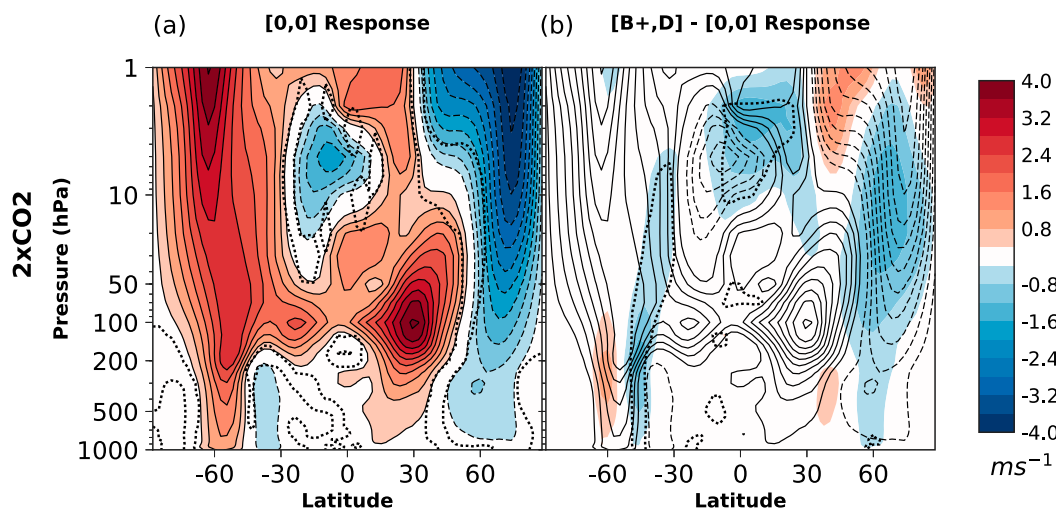 (a) [0,0] Response
(b) [B+,D] - [0,0] Response
2xCO2
Pressure (hPa)
1
10
50
100
200
500
1000
-60 -30 0 30 60
Latitude
-60 -30 0 30 60
Latitude
4.0
3.2
2.4
1.6
0.8
-0.8
-1.6
-2.4
-3.2
-4.0
ms⁻¹